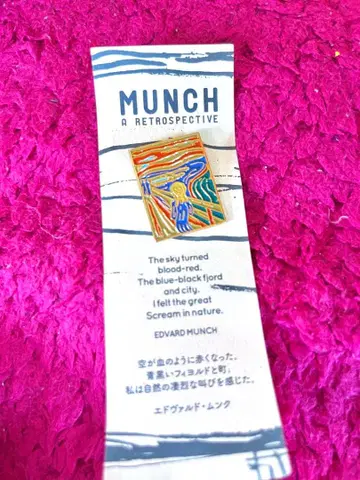 MUNCH
A RETROSPECTIVE
The sky turned
blood-red.
The blue-black fjord
and city.
I felt the great
Scream in nature.
EDVARD MUNCH
空が血のように赤くなった。
青黒いフィヨルドと町;
私は自然の凄烈な叫びを感じた。
エドヴァルド・ムンク